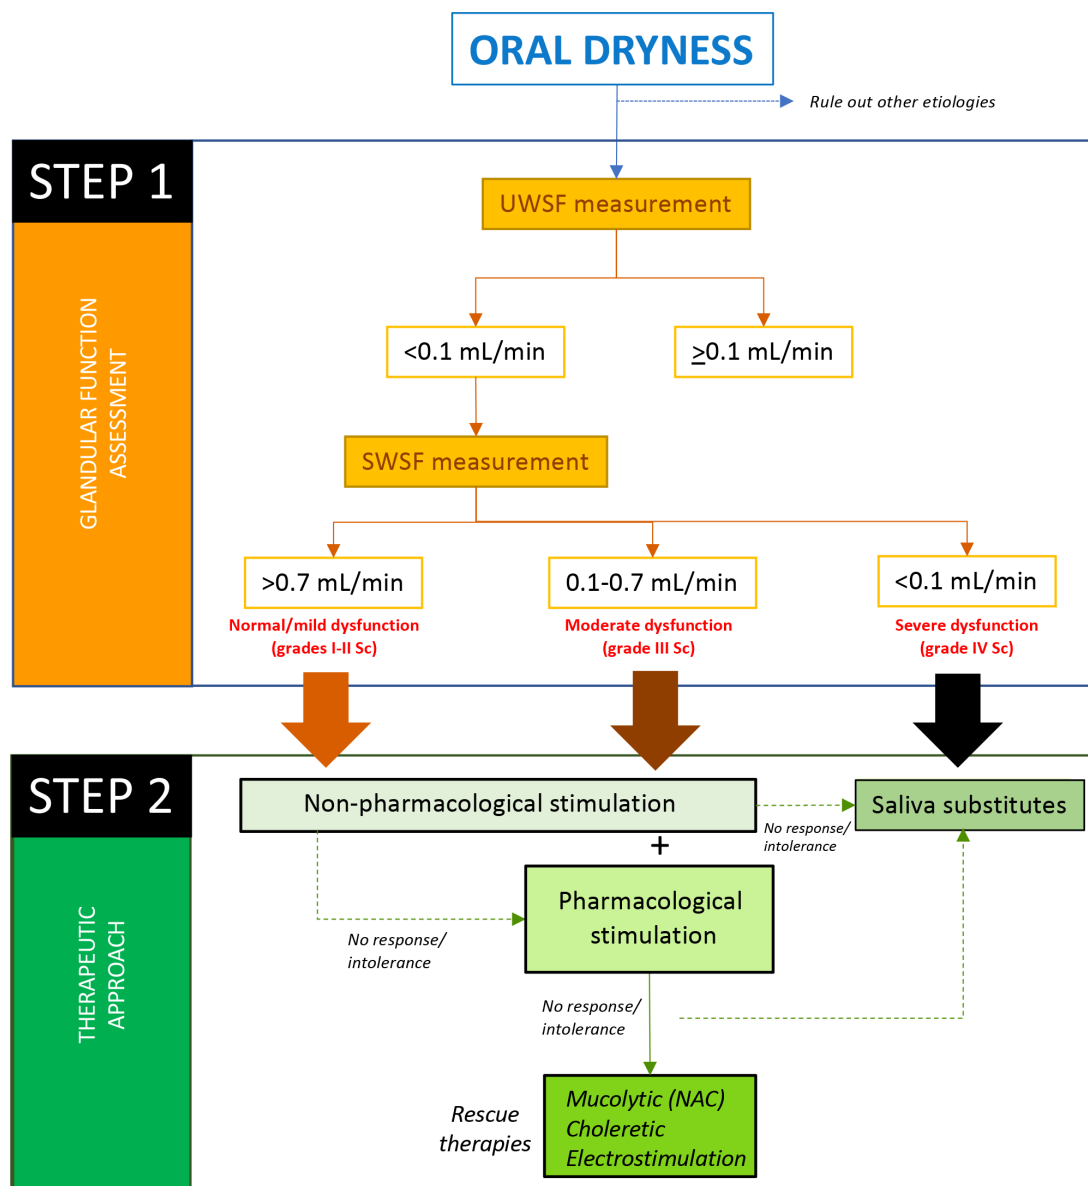 ORAL DRYNESS
Rule out other etiologies
STEP 1
GLANDULAR FUNCTION
ASSESSMENT
UWSF measurement
<0.1 mL/min
≥0.1 mL/min
SWSF measurement
>0.7 mL/min
0.1-0.7 mL/min
<0.1 mL/min
Normal/mild dysfunction
(grades I-II Sc)
Moderate dysfunction
(grade III Sc)
Severe dysfunction
(grade IV Sc)
STEP 2
THERAPEUTIC
APPROACH
Non-pharmacological stimulation
Saliva substitutes
No response/
intolerance
+
Pharmacological
stimulation
No response/
intolerance
No response/
intolerance
Rescue
therapies
Mucolytic (NAC)
Choleretic
Electrostimulation